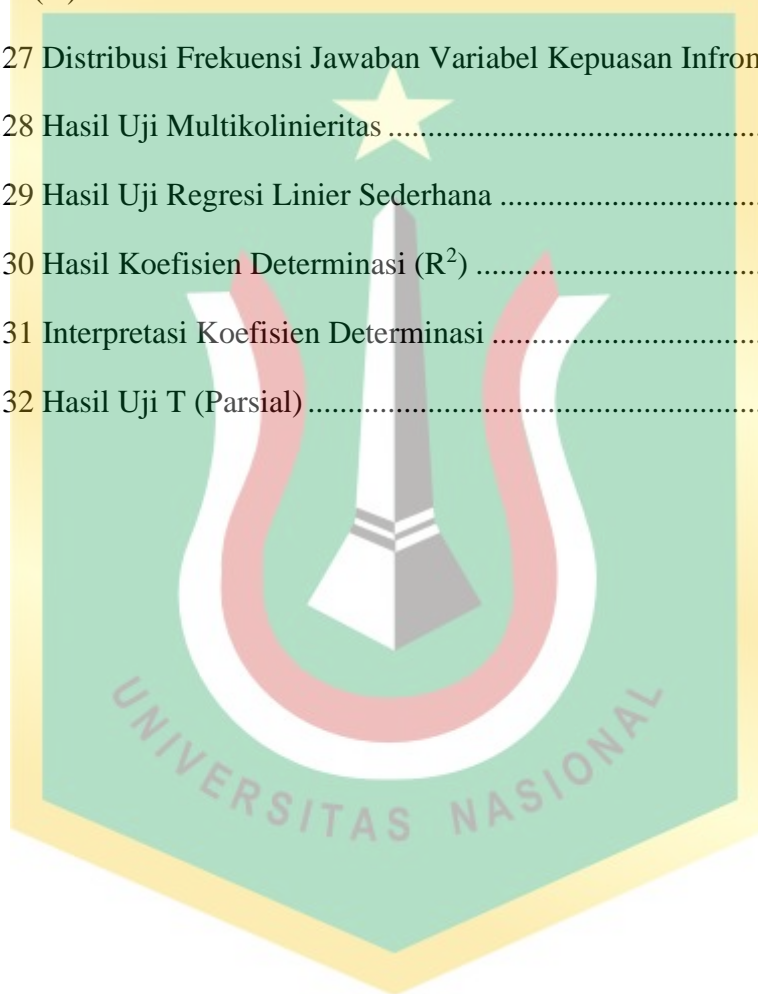 27 Distribusi Frekuensi Jawaban Variabel Kepuasan
28 Hasil Uji Multikolinieritas ..............................................
29 Hasil Uji Regresi Linier Sederhana ................................
30 Hasil Koefisien Determinasi (R²) ...................................
31 Interpretasi Koefisien Determinasi .................................
32 Hasil Uji T (Parsial) ........................................................
UNIVERSITAS NASIONAL